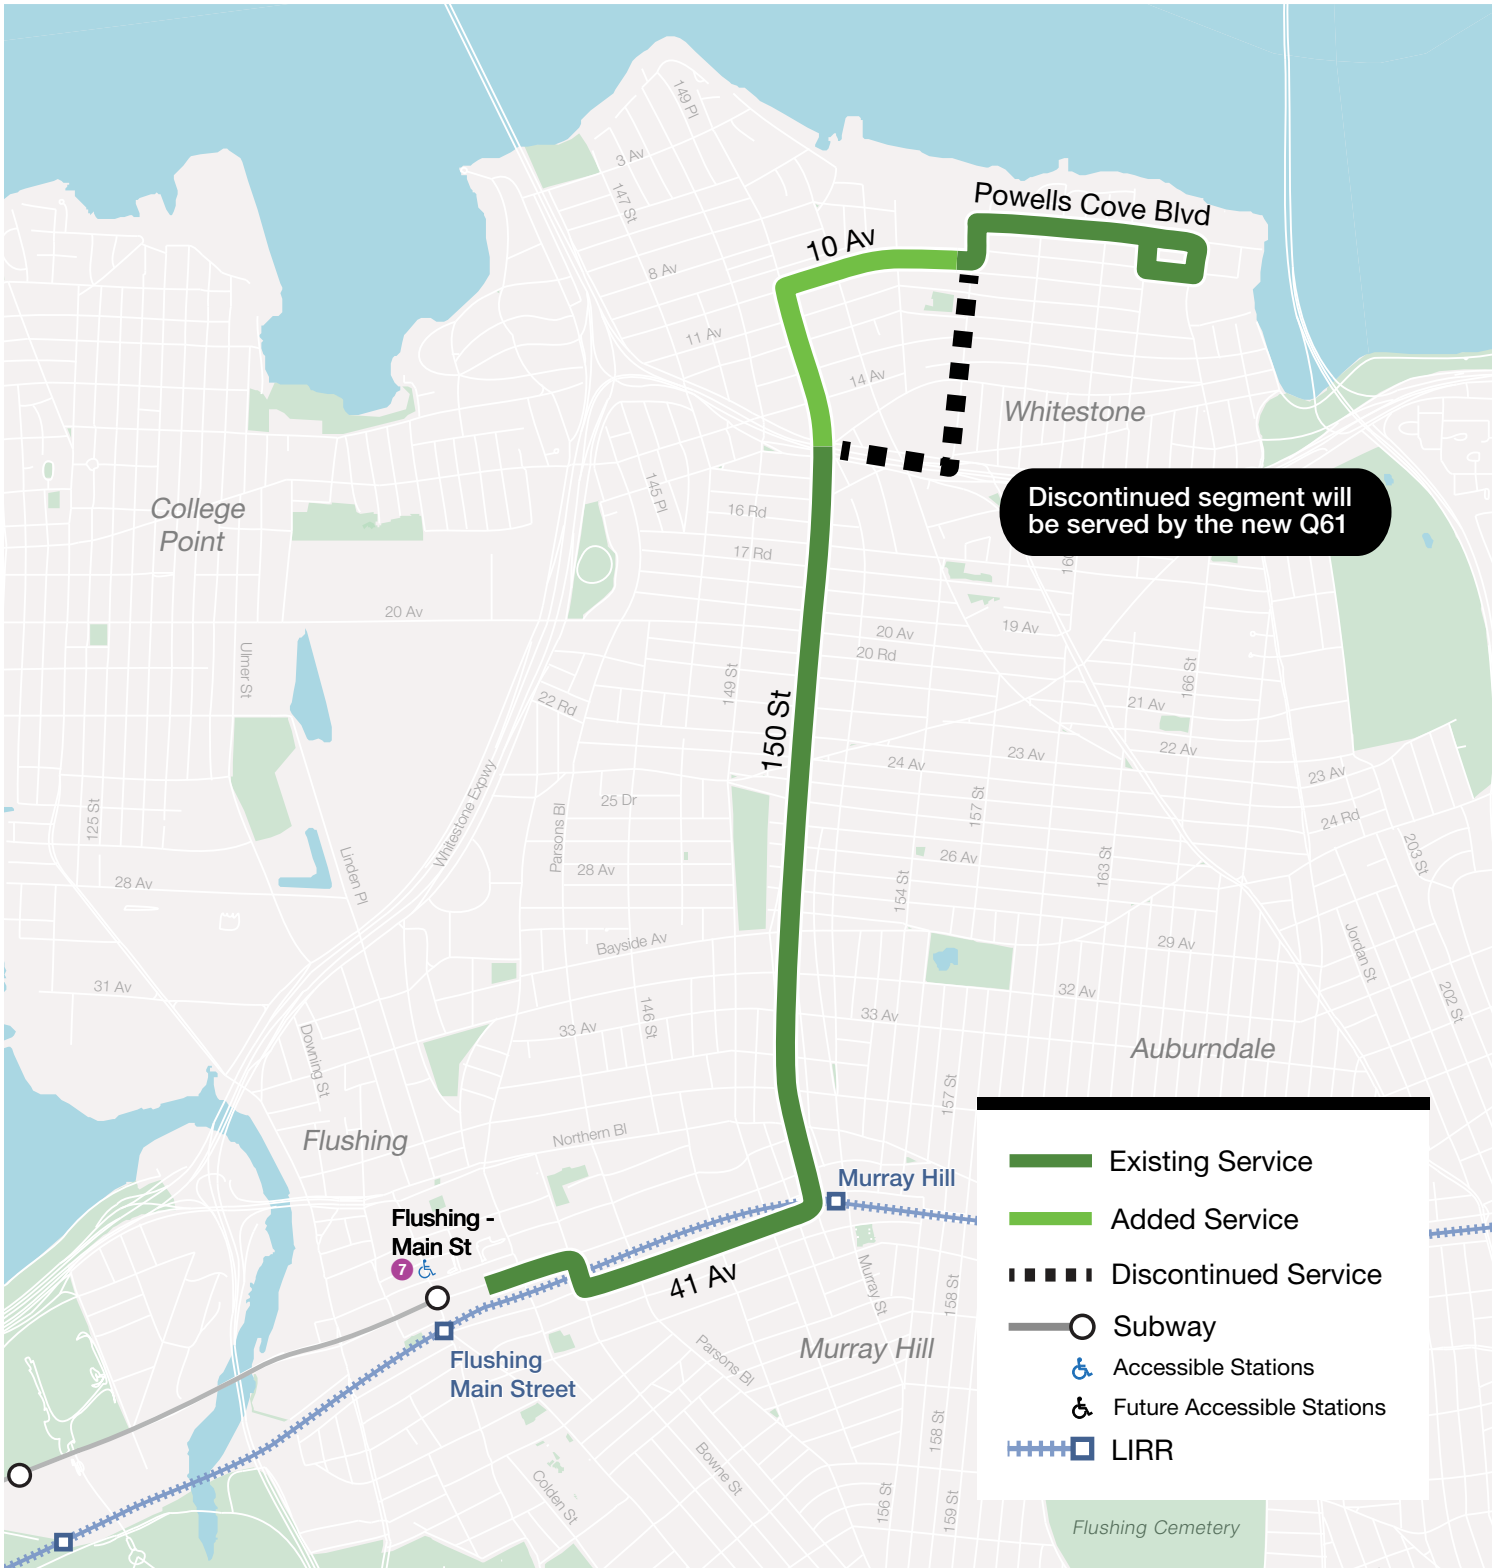 149 Pl
3 Av
147 St
Powells Cove Blvd
10 Av
8 Av
11 Av
14 Av
Whitestone
Discontinued segment will
be served by the new Q61
145 Pl
College
Point
16 Rd
17 Rd
20 Av
19 Av
20 Av
20 Rd
Ulmer St
149 St
166 St
22 Rd
150 St
21 Av
22 Av
23 Av
24 Av
23 Av
Whitestone Expwy
25 Dr
157 St
24 Rd
125 St
Parsons Bl
203 St
Linden Pl
28 Av
28 Av
26 Av
163 St
154 St
Bayside Av
29 Av
Jordan St
31 Av
32 Av
202 St
146 St
33 Av
33 Av
Downing St
Auburndale
157 St
Flushing
Northern Bl
Murray Hill
Flushing -
Main St
7
41 Av
Murray St
158 St
Flushing
Main Street
Parsons Bl
Murray Hill
158 St
Bowne St
Colden St
156 St
159 St
Existing Service
Added Service
Discontinued Service
Subway
Accessible Stations
Future Accessible Stations
LIRR
Flushing Cemetery